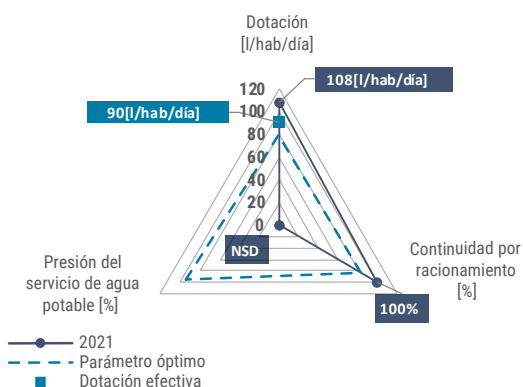 Dotación
[l/hab/día]
108[l/hab/día]
90[l/hab/día]
120
100
80
60
40
20
0
NSD
Presión del
servicio de agua
potable [%]
Continuidad por
racionamiento
[%]
100%
2021
Parámetro óptimo
Dotación efectiva